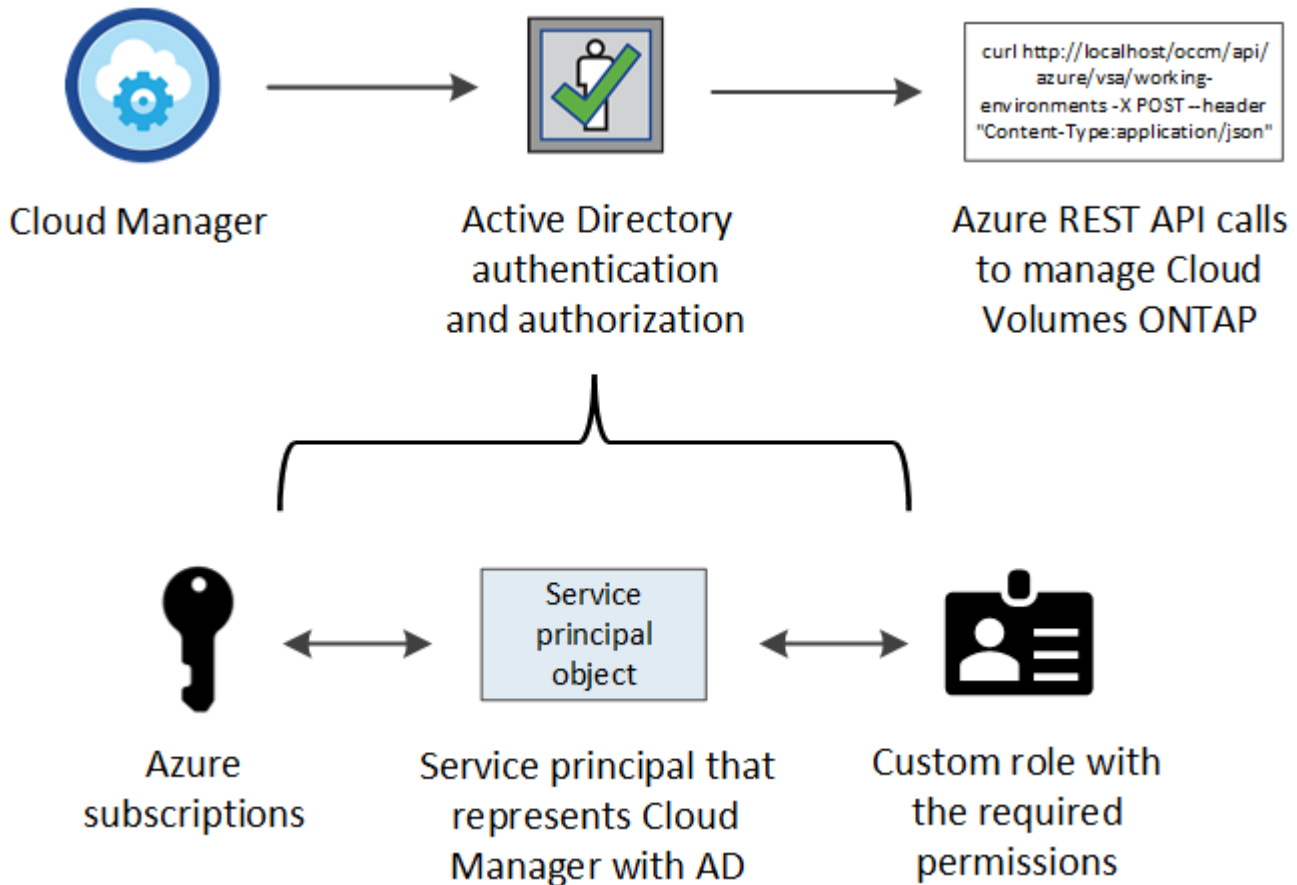 curl http://localhost/occm/api/
azure/vsa/working-
environments -X POST --header
"Content-Type:application/json"
Cloud Manager
Active Directory
authentication
and authorization
Azure REST API calls
to manage Cloud
Volumes ONTAP
Service
principal
object
Azure
subscriptions
Service principal that
represents Cloud
Manager with AD
Custom role with
the required
permissions